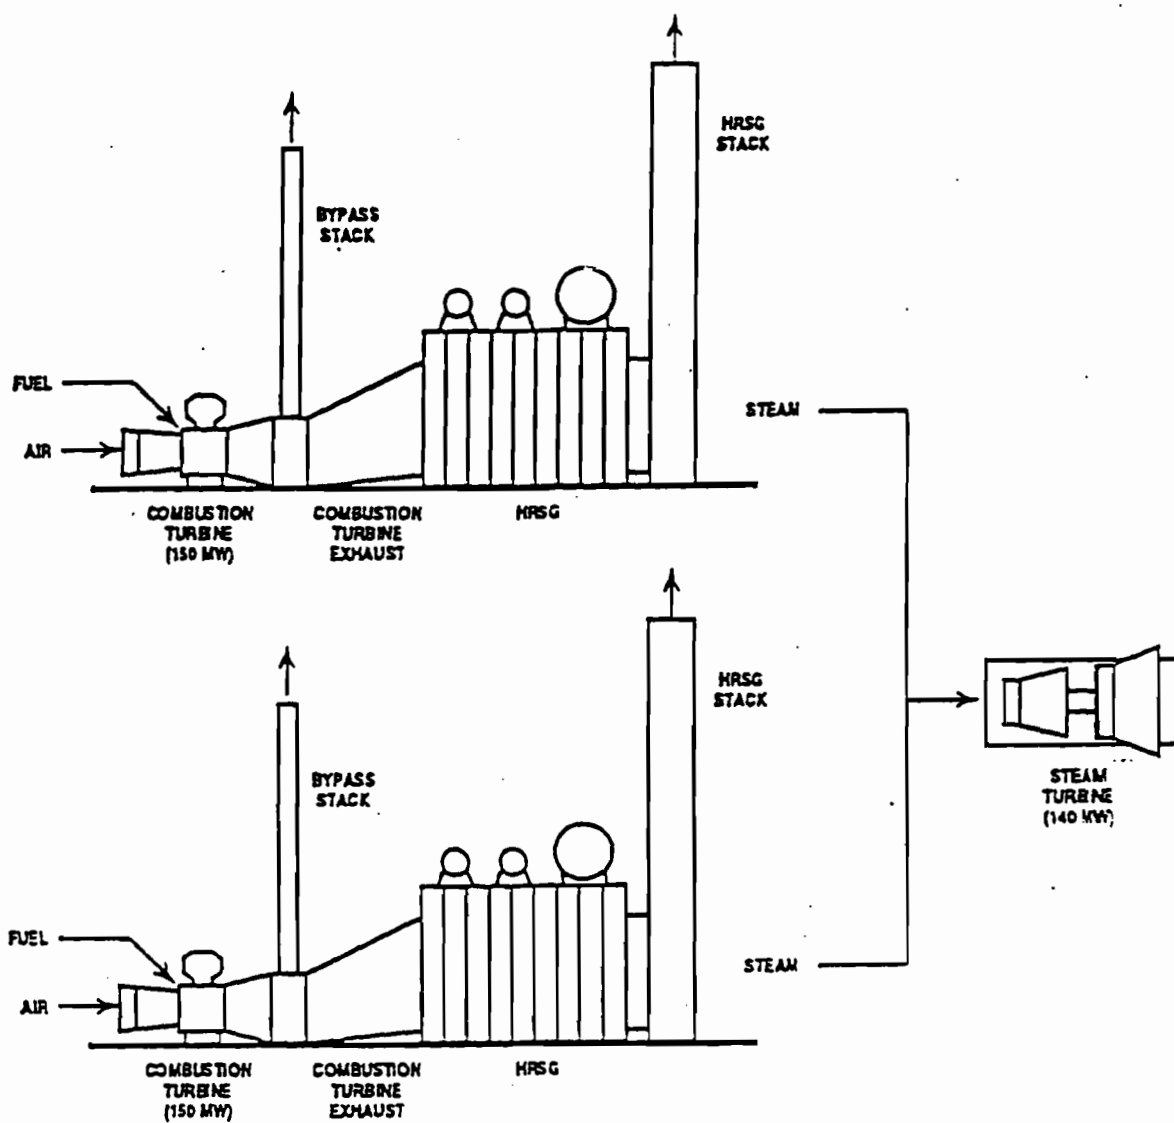 HRSG
STACK
BYPASS
STACK
FUEL
AIR
STEAM
COMBUSTION
TURBINE
(150 MW)
COMBUSTION
TURBINE
EXHAUST
HRSG
HRSG
STACK
BYPASS
STACK
STEAM
TURBINE
(140 MW)
FUEL
AIR
STEAM
COMBUSTION
TURBINE
(150 MW)
COMBUSTION
TURBINE
EXHAUST
HRSG